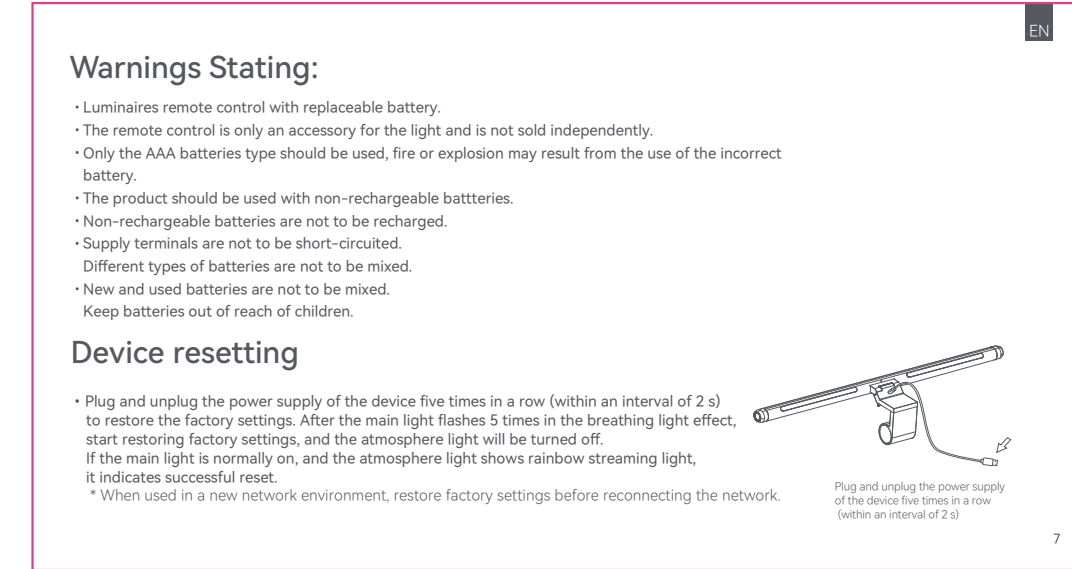 EN
Warnings Stating:
· Luminaires remote control with replaceable battery.
· The remote control is only an accessory for the light and is not sold independently.
· Only the AAA batteries type should be used, fire or explosion may result from the use of the incorrect
battery.
· The product should be used with non-rechargeable battteries.
· Non-rechargeable batteries are not to be recharged.
· Supply terminals are not to be short-circuited.
Different types of batteries are not to be mixed.
· New and used batteries are not to be mixed.
Keep batteries out of reach of children.
Device resetting
· Plug and unplug the power supply of the device five times in a row (within an interval of 2 s)
to restore the factory settings. After the main light flashes 5 times in the breathing light effect,
start restoring factory settings, and the atmosphere light will be turned off.
If the main light is normally on, and the atmosphere light shows rainbow streaming light,
it indicates successful reset.
* When used in a new network environment, restore factory settings before reconnecting the network.
Plug and unplug the power supply
of the device five times in a row
(within an interval of 2 s)
7